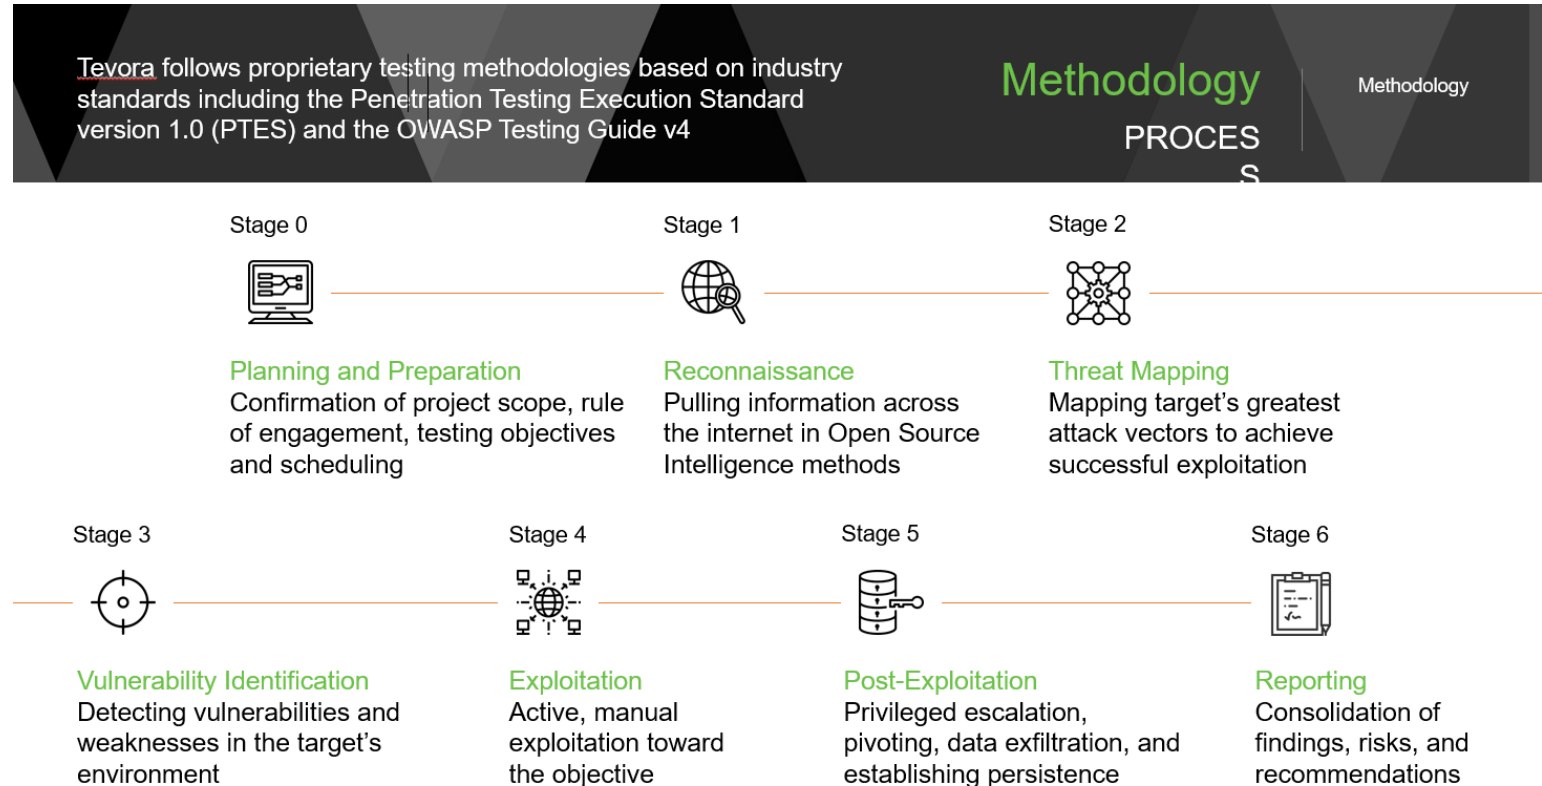 Tevora follows proprietary testing methodologies based on industry
standards including the Penetration Testing Execution Standard
version 1.0 (PTES) and the OWASP Testing Guide v4
Methodology
PROCES
S
Methodology
Stage 0
Stage 1
Stage 2
Planning and Preparation
Confirmation of project scope, rule
of engagement, testing objectives
and scheduling
Reconnaissance
Pulling information across
the internet in Open Source
Intelligence methods
Threat Mapping
Mapping target’s greatest
attack vectors to achieve
successful exploitation
Stage 3
Stage 4
Stage 5
Stage 6
Vulnerability Identification
Detecting vulnerabilities and
weaknesses in the target’s
environment
Exploitation
Active, manual
exploitation toward
the objective
Post-Exploitation
Privileged escalation,
pivoting, data exfiltration, and
establishing persistence
Reporting
Consolidation of
findings, risks, and
recommendations